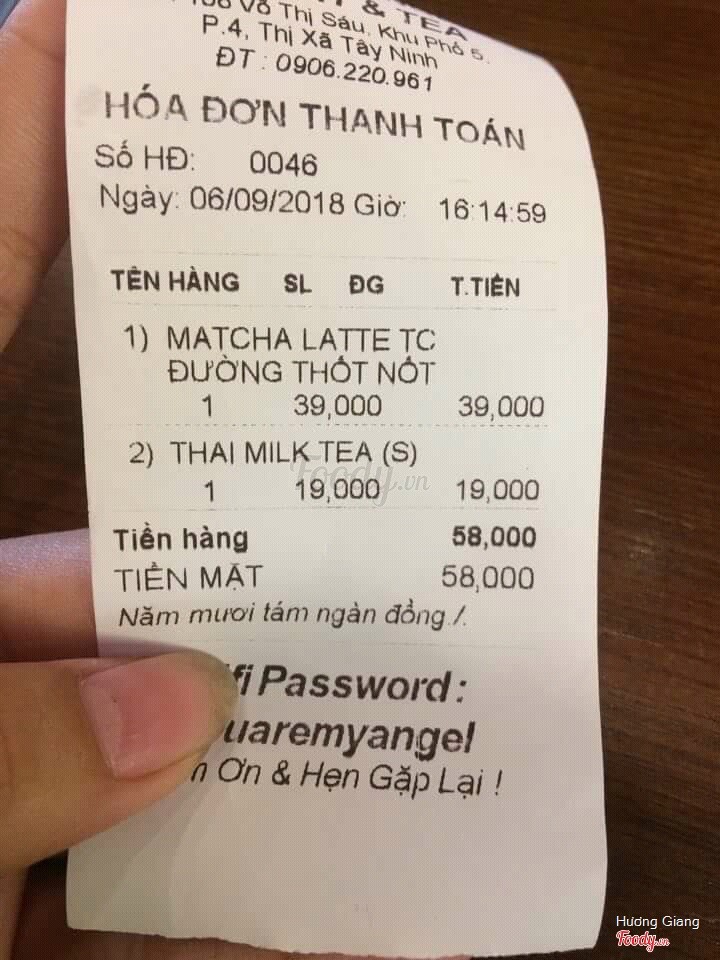 & TEA
Võ Thị Sáu, Khu Phố 5,
P.4, Thị Xã Tây Ninh
ĐT : 0906.220.961
HÓA ĐƠN THANH TOÁN
Số HĐ: 0046
Ngày: 06/09/2018 Giờ: 16:14:59
TÊN HÀNG SL ĐG T.TIỀN
1) MATCHA LATTE TC
ĐƯỜNG THỐT NỐT
1 39,000 39,000
2) THAI MILK TEA (S)
1 19,000 19,000
Foody.vn
Tiền hàng 58,000
TIỀN MẶT 58,000
Năm mươi tám ngàn đồng./.
fi Password:
uaremyangel
Ơn & Hẹn Gặp Lại !
Hương Giang
Foody.vn